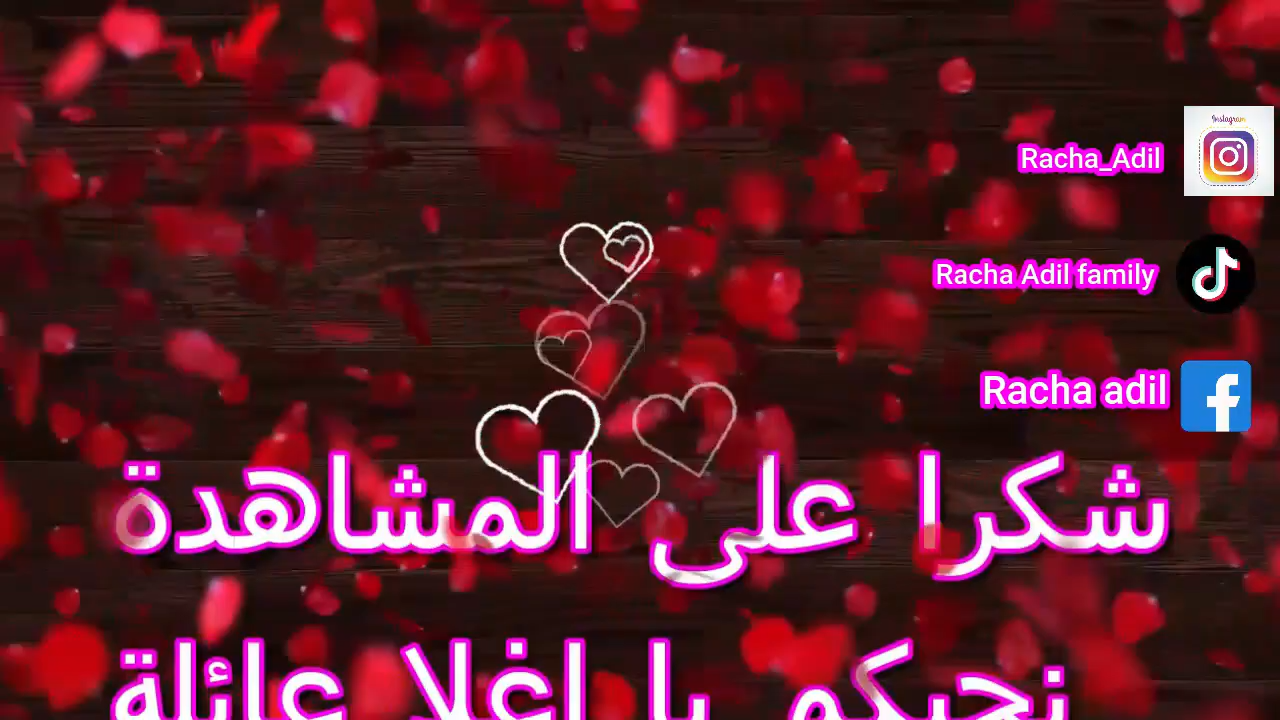 Instagram
Racha_Adil
Racha Adil family
Racha adil
شكرا على المشاهدة
نحبكم يا اغلا عائلة